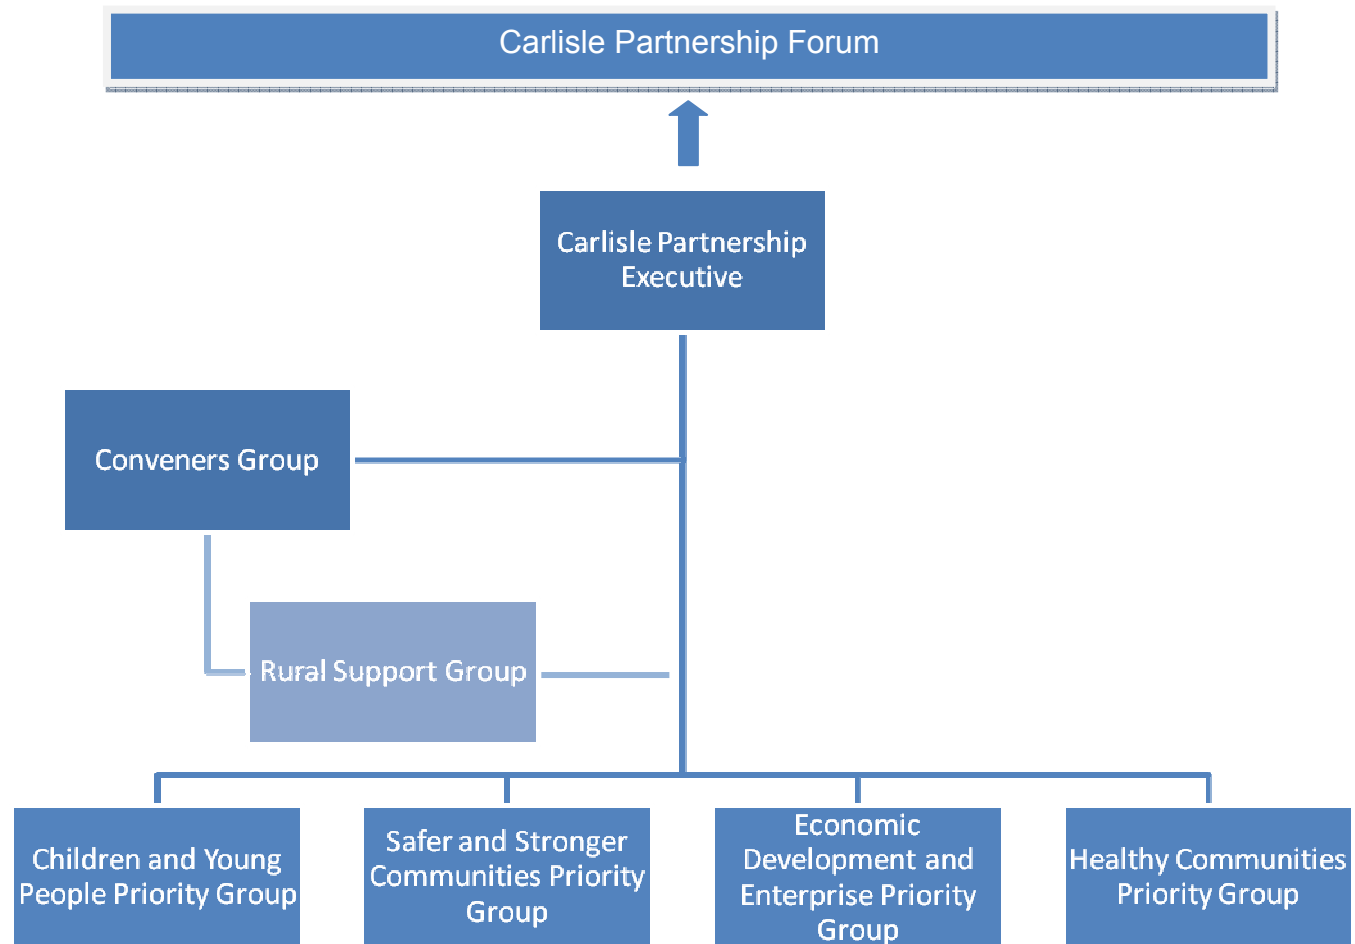 Carlisle Partnership Forum
Carlisle Partnership
Executive
Conveners Group
Rural Support Group
Children and Young
People Priority Group
Safer and Stronger
Communities Priority
Group
Economic
Development and
Enterprise Priority
Group
Healthy Communities
Priority Group